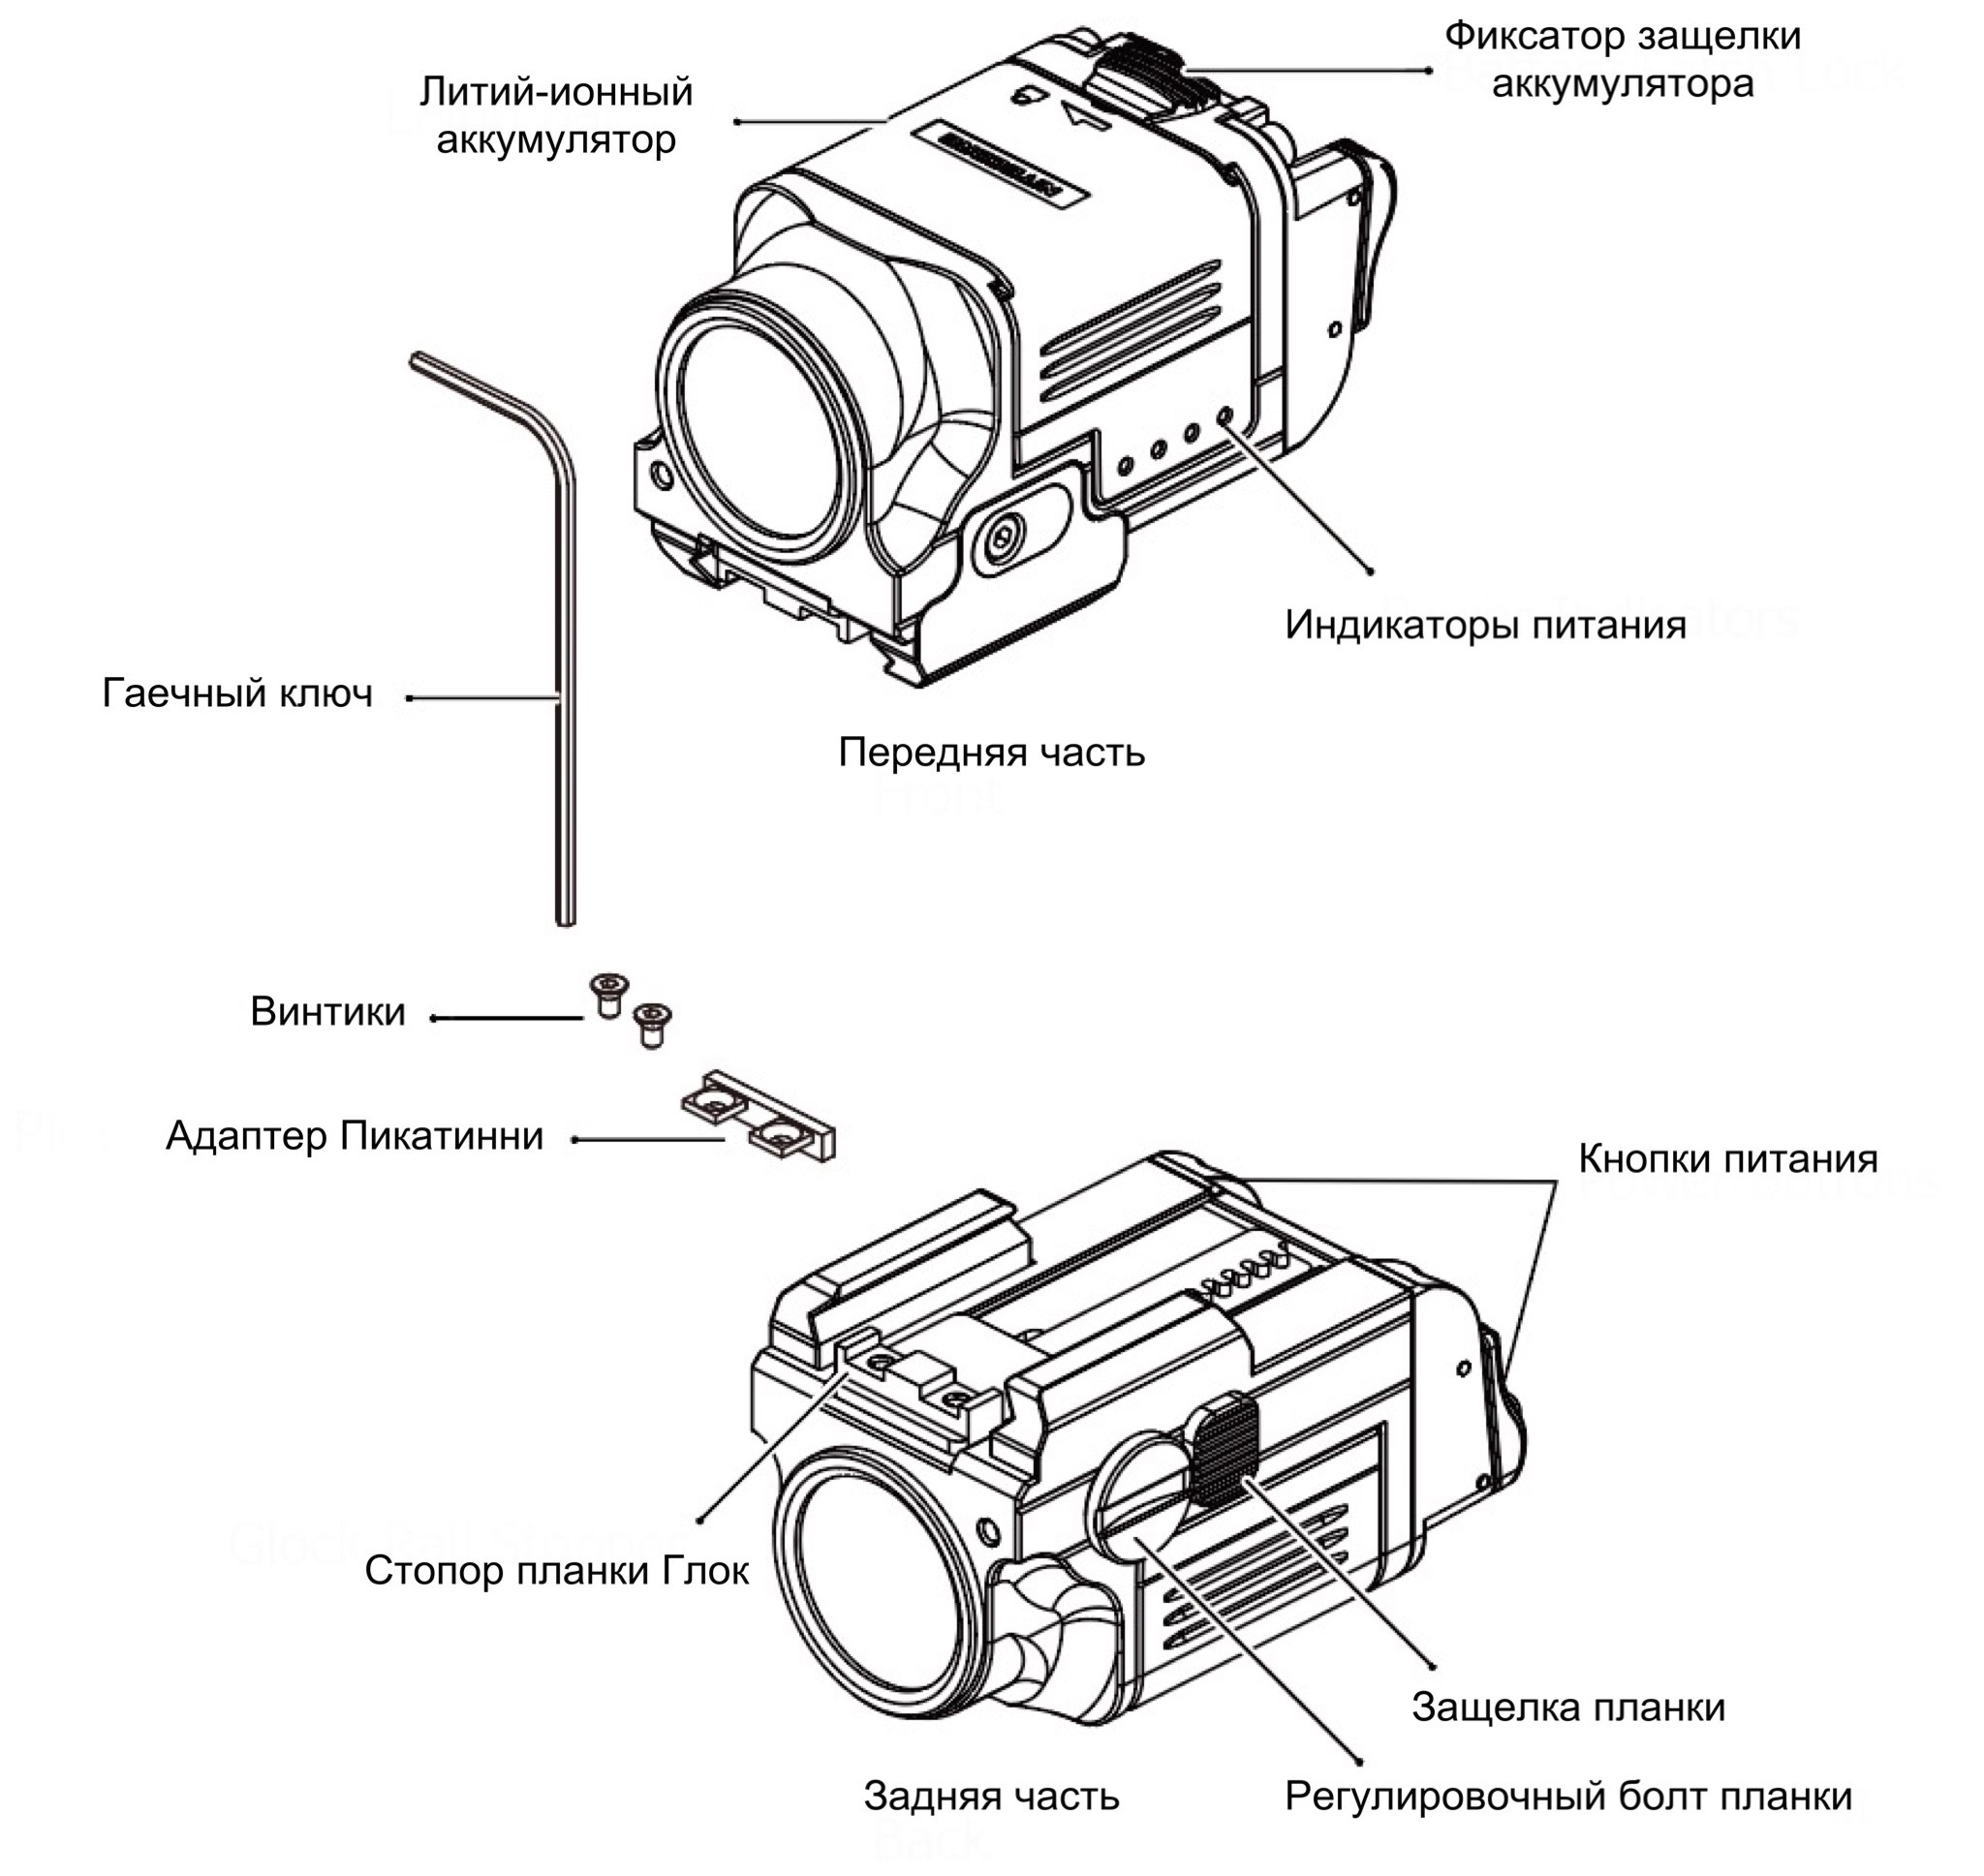 Фиксатор защелки
аккумулятора
Литий-ионный
аккумулятор
Индикаторы питания
Гаечный ключ
Передняя часть
Винтики
Адаптер Пикатинни
Кнопки питания
Стопор планки Глок
Защелка планки
Задняя часть
Регулировочный болт планки